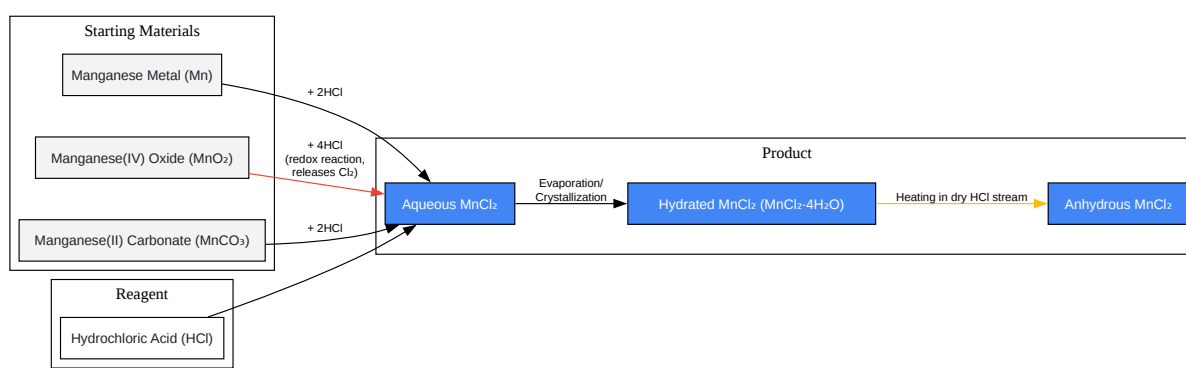 Starting Materials
Manganese Metal (Mn)
+ 2HCl
Manganese(IV) Oxide (MnO₂)
+ 4HCl
(redox reaction,
releases Cl₂)
Manganese(II) Carbonate (MnCO₃)
+ 2HCl
Reagent
Hydrochloric Acid (HCl)
Product
Aqueous MnCl₂
Evaporation/
Crystallization
Hydrated MnCl₂ (MnCl₂·4H₂O)
Heating in dry HCl stream
Anhydrous MnCl₂